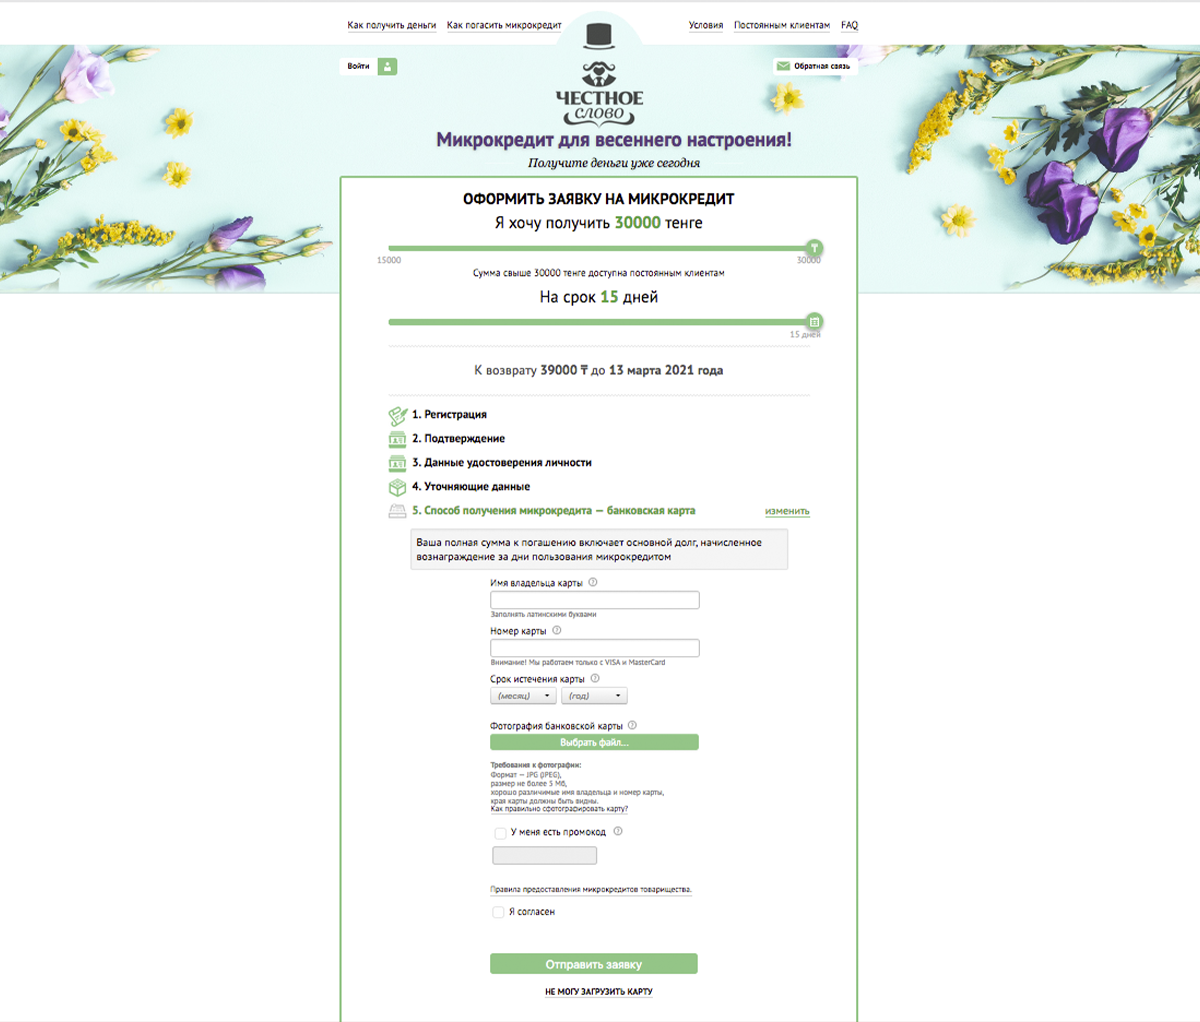 Как получить деньги Как погасить микрокредит Условия Постоянным клиентам FAQ
Войти
Обратная связь
ЧЕСТНОЕ
СЛОВО
Микрокредит для весеннего настроения!
Получите деньги уже сегодня
ОФОРМИТЬ ЗАЯВКУ НА МИКРОКРЕДИТ
Я хочу получить 30000 тенге
₸
15000 30000
Сумма свыше 30000 тенге доступна постоянным клиентам
На срок 15 дней
15 дней
К возврату 39000 ₸ до 13 марта 2021 года
1. Регистрация
2. Подтверждение
3. Данные удостоверения личности
4. Уточняющие данные
5. Способ получения микрокредита — банковская карта изменить
Ваша полная сумма к погашению включает основной долг, начисленное
вознаграждение за дни пользования микрокредитом
Имя владельца карты ?
Заполнять латинскими буквами
Номер карты ?
Внимание! Мы работаем только с VISA и MasterCard
Срок истечения карты ?
(месяц) (год)
Фотография банковской карты ?
Выбрать файл...
Требования к фотографии:
Формат — JPG (JPEG),
размер не более 5 Мб,
хорошо различимые имя владельца и номер карты,
края карты должны быть видны.
Как правильно сфотографировать карту?
У меня есть промокод ?
Правила предоставления микрокредитов товарищества.
Я согласен
Отправить заявку
НЕ МОГУ ЗАГРУЗИТЬ КАРТУ